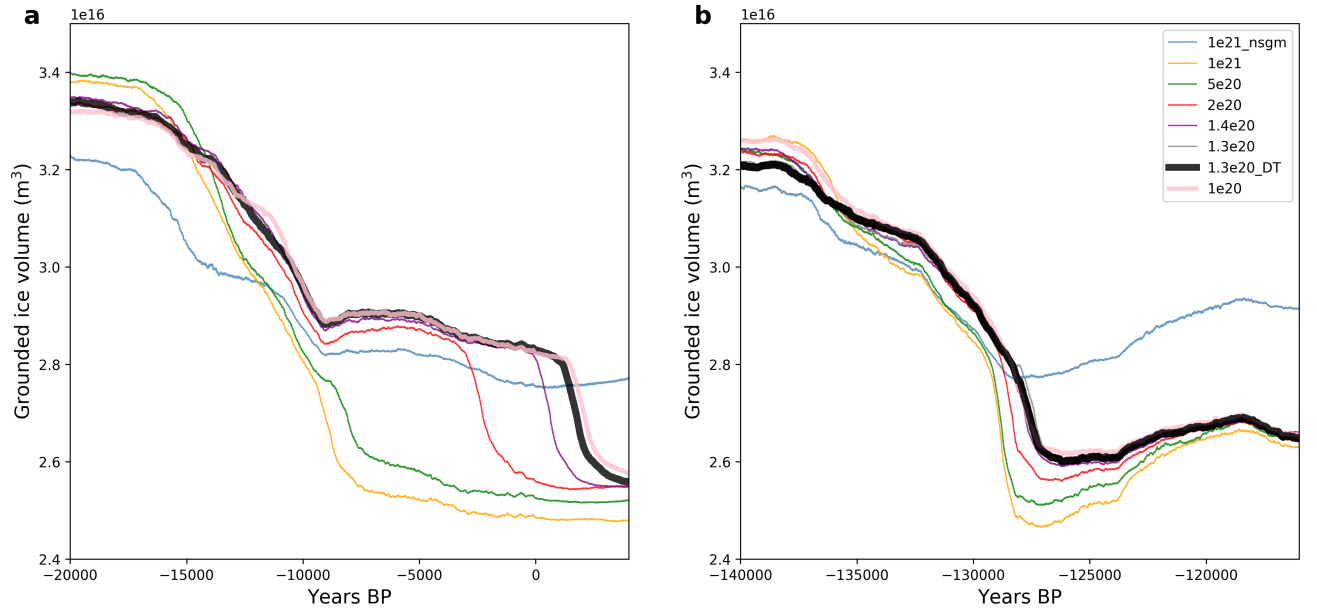 a
1e16
3.4
3.2
3.0
2.8
2.6
2.4
Grounded ice volume (m³)
−20000 −15000 −10000 −5000 0
Years BP
b
1e16
3.4
3.2
3.0
2.8
2.6
2.4
Grounded ice volume (m³)
−140000 −135000 −130000 −125000 −120000
Years BP
1e21_nsgm
1e21
5e20
2e20
1.4e20
1.3e20
1.3e20_DT
1e20